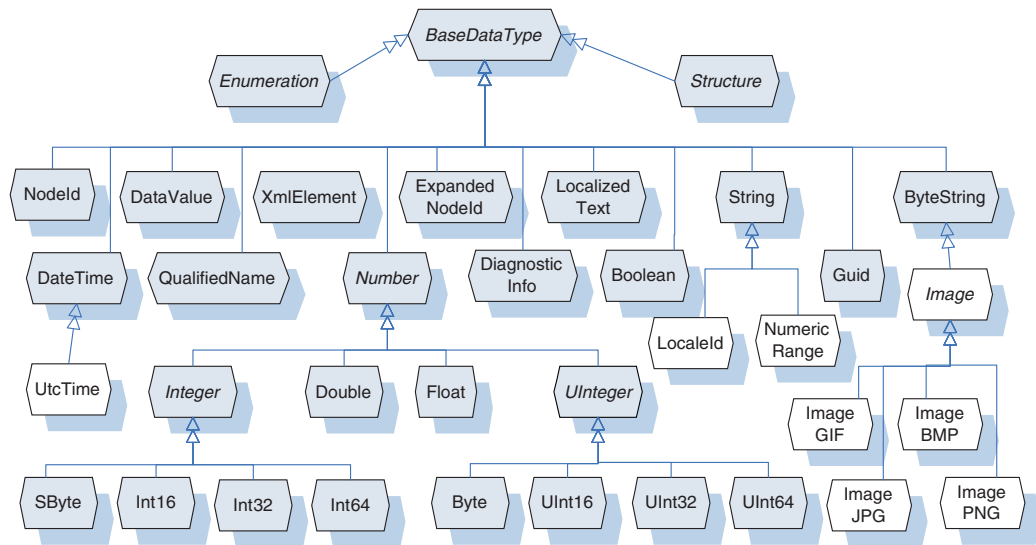 BaseDataType
Enumeration
Structure
NodeId
DataValue
XmlElement
Expanded
NodeId
Localized
Text
String
ByteString
DateTime
QualifiedName
Number
Diagnostic
Info
Boolean
Guid
Image
LocaleId
Numeric
Range
UtcTime
Integer
Double
Float
UInteger
Image
GIF
Image
BMP
SByte
Int16
Int32
Int64
Byte
UInt16
UInt32
UInt64
Image
JPG
Image
PNG